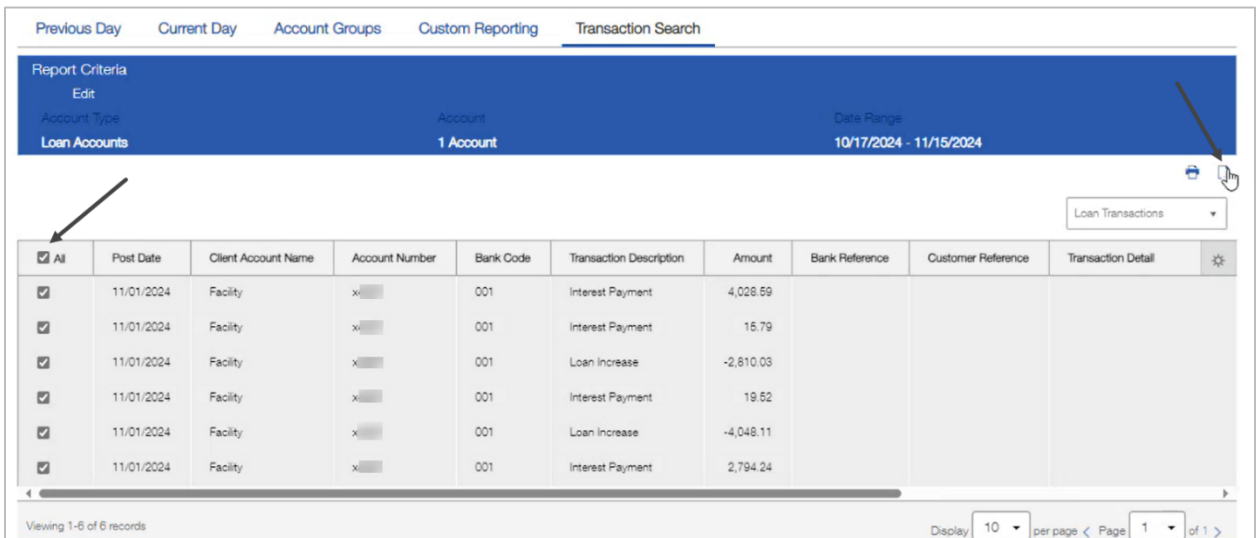 Previous Day Current Day Account Groups Custom Reporting Transaction Search
Report Criteria
Edit
Account Type Account Date Range
Loan Accounts 1 Account 10/17/2024 - 11/15/2024
Loan Transactions
All Post Date Client Account Name Account Number Bank Code Transaction Description Amount Bank Reference Customer Reference Transaction Detail
11/01/2024 Facility 001 Interest Payment 4,028.59
11/01/2024 Facility 001 Interest Payment 15.79
11/01/2024 Facility x 001 Loan Increase -2,810.03
11/01/2024 Facility x 001 Interest Payment 19.52
11/01/2024 Facility x 001 Loan Increase -4,048.11
11/01/2024 Facility x 001 Interest Payment 2,794.24
Viewing 1-6 of 6 records Display 10 per page < Page 1 of 1 >